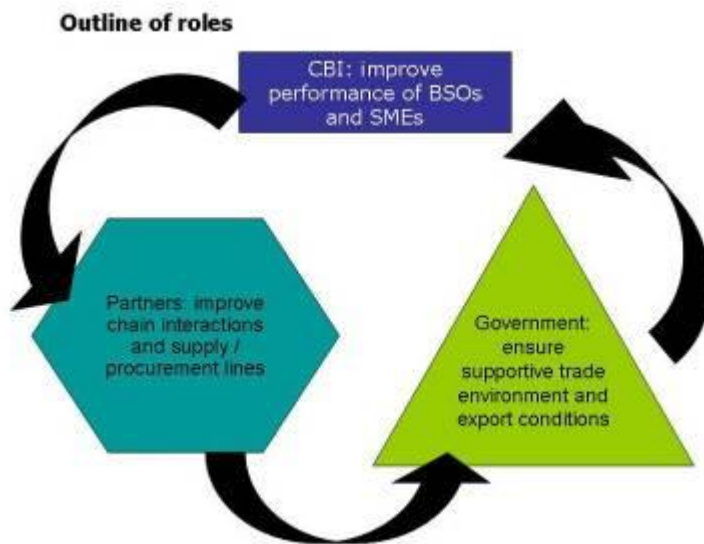 Outline of roles
CBI: improve
performance of BSOs
and SMEs
Partners: improve
chain interactions
and supply /
procurement lines
Government:
ensure
supportive trade
environment and
export conditions